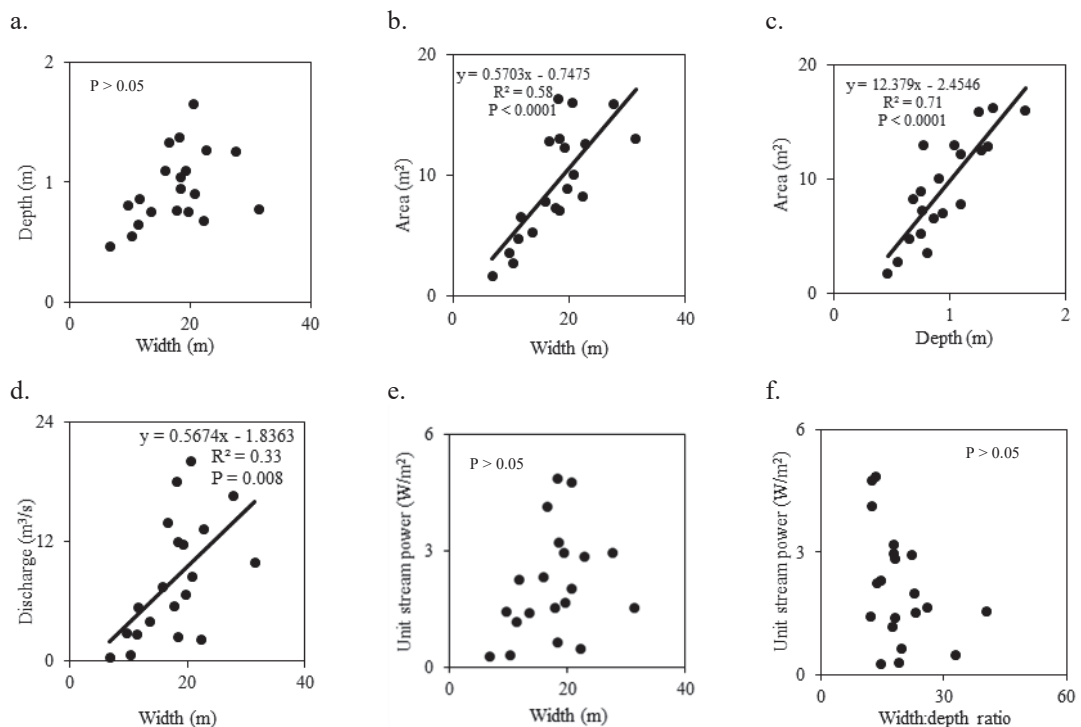 a.
2
P > 0.05
Depth (m)
1
0
0
20
40
Width (m)
b.
20
y = 0.5703x - 0.7475
R² = 0.58
P < 0.0001
Area (m²)
10
0
0
20
40
Width (m)
c.
20
y = 12.379x - 2.4546
R² = 0.71
P < 0.0001
Area (m²)
10
0
0
1
2
Depth (m)
d.
24
y = 0.5674x - 1.8363
R² = 0.33
P = 0.008
Discharge (m³/s)
12
0
0
20
40
Width (m)
e.
6
P > 0.05
Unit stream power (W/m²)
3
0
0
20
40
Width (m)
f.
6
P > 0.05
Unit stream power (W/m²)
3
0
0
30
60
Width:depth ratio